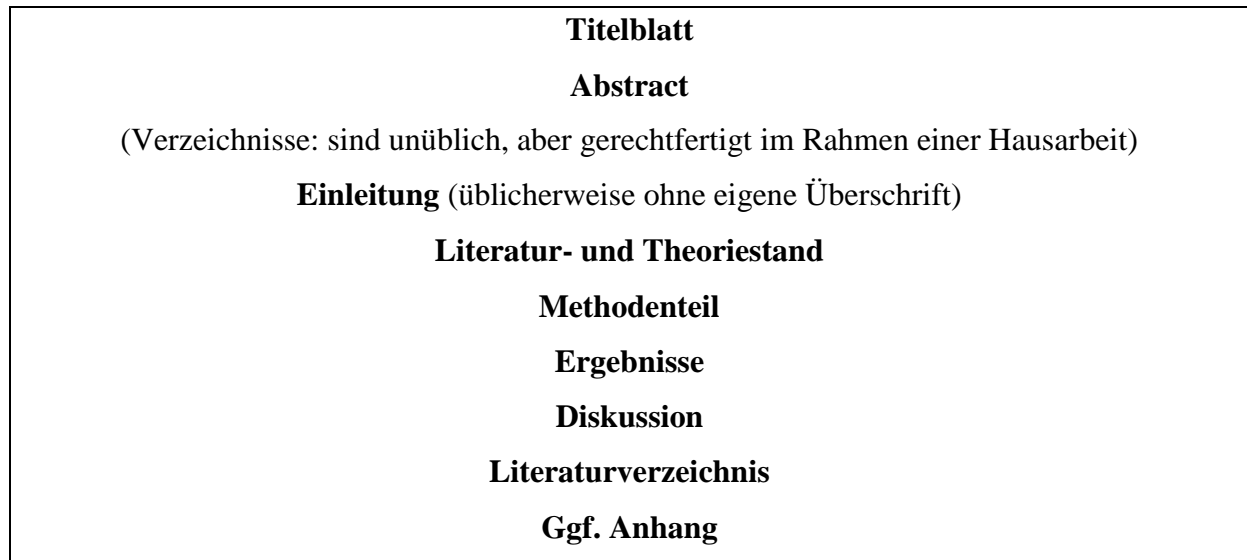 Titelblatt
Abstract
(Verzeichnisse: sind unüblich, aber gerechtfertigt im Rahmen einer Hausarbeit)
Einleitung (üblicherweise ohne eigene Überschrift)
Literatur- und Theoriestand
Methodenteil
Ergebnisse
Diskussion
Literaturverzeichnis
Ggf. Anhang